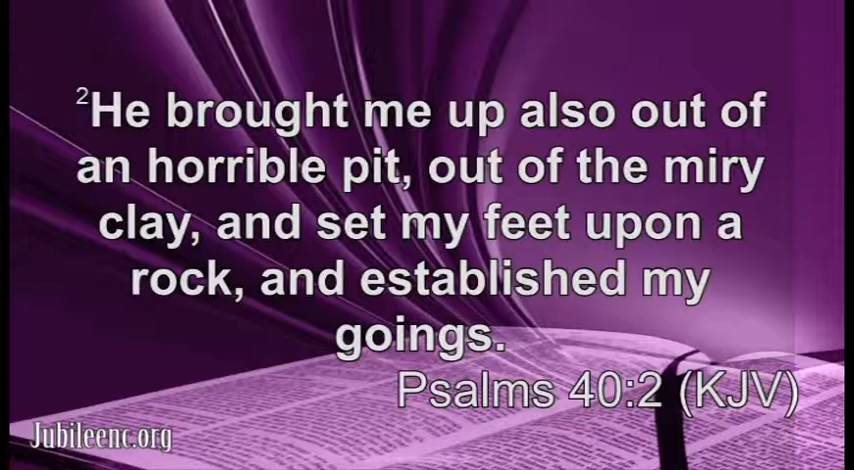 2He brought me up also out of
an horrible pit, out of the miry
clay, and set my feet upon a
rock, and established my
goings.
Psalms 40:2 (KJV)
Jubileenc.org